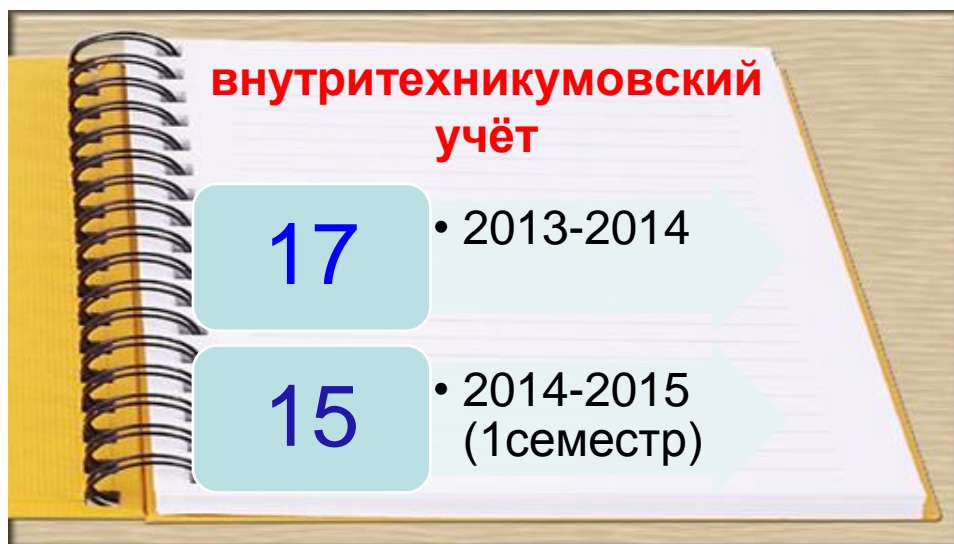 внутритехникумовский
учёт
17
• 2013-2014
15
• 2014-2015
(1семестр)